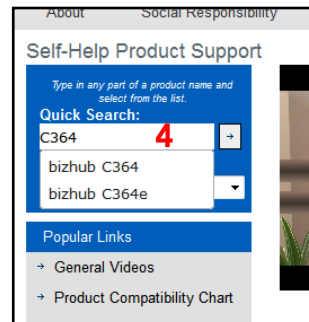 About Social Responsibility
Self-Help Product Support
Type in any part of a product name and
select from the list.
Quick Search:
C364 4
bizhub C364
bizhub C364e
Popular Links
General Videos
Product Compatibility Chart